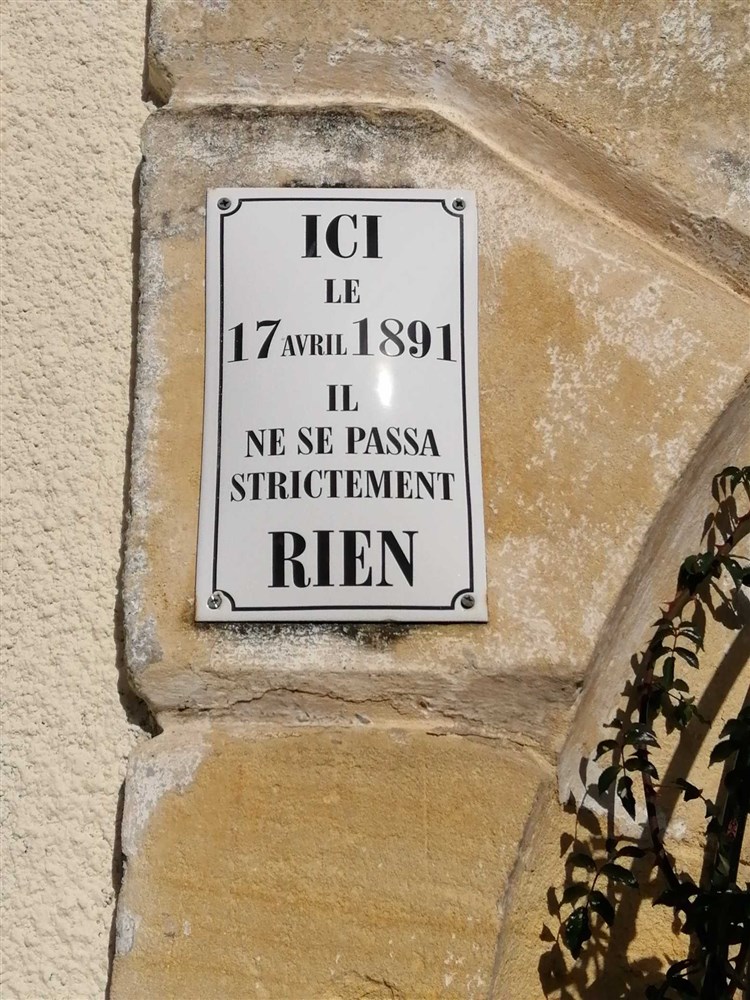 ICI
LE
17 AVRIL 1891
IL
NE SE PASSA
STRICTEMENT
RIEN